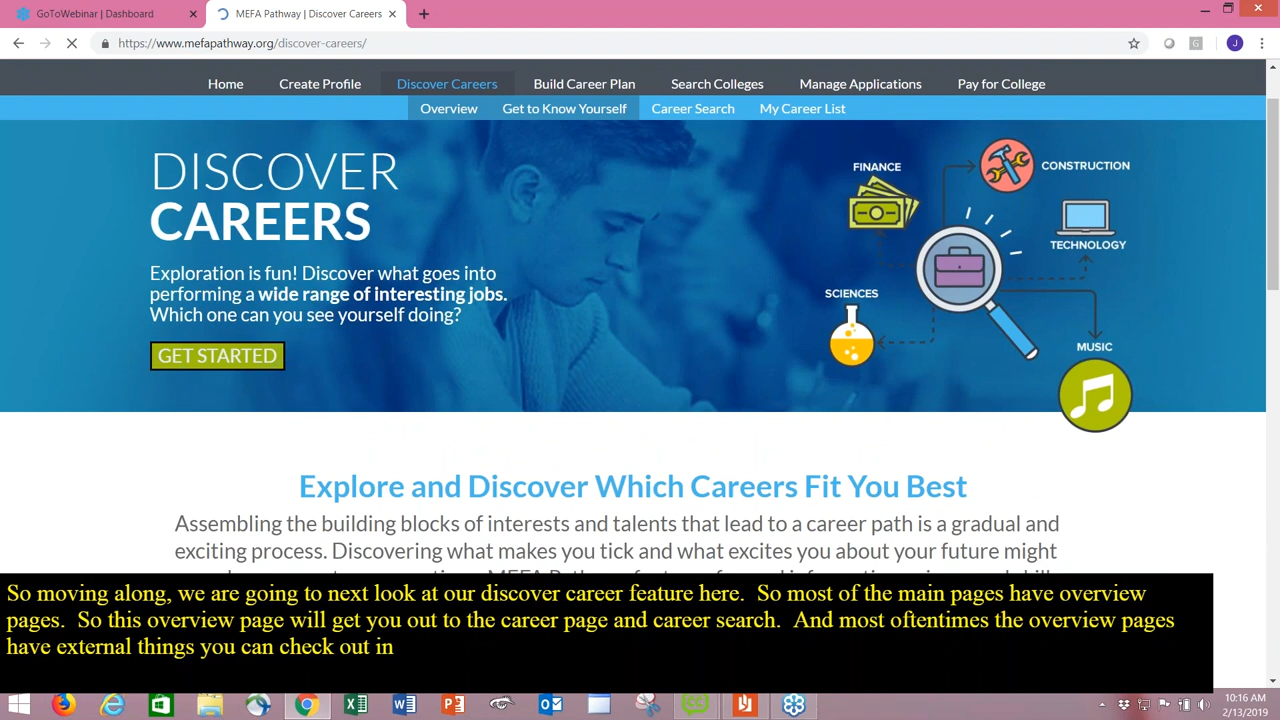 GoToWebinar | Dashboard
MEFA Pathway | Discover Careers
https://www.mefapathway.org/discover-careers/
G
J
Home
Create Profile
Discover Careers
Build Career Plan
Search Colleges
Manage Applications
Pay for College
Overview
Get to Know Yourself
Career Search
My Career List
DISCOVER
CAREERS
Exploration is fun! Discover what goes into
performing a wide range of interesting jobs.
Which one can you see yourself doing?
GET STARTED
FINANCE
CONSTRUCTION
TECHNOLOGY
SCIENCES
MUSIC
Explore and Discover Which Careers Fit You Best
Assembling the building blocks of interests and talents that lead to a career path is a gradual and
exciting process. Discovering what makes you tick and what excites you about your future might
So moving along, we are going to next look at our discover career feature here. So most of the main pages have overview
pages. So this overview page will get you out to the career page and career search. And most oftentimes the overview pages
have external things you can check out in
10:16 AM
2/13/2019